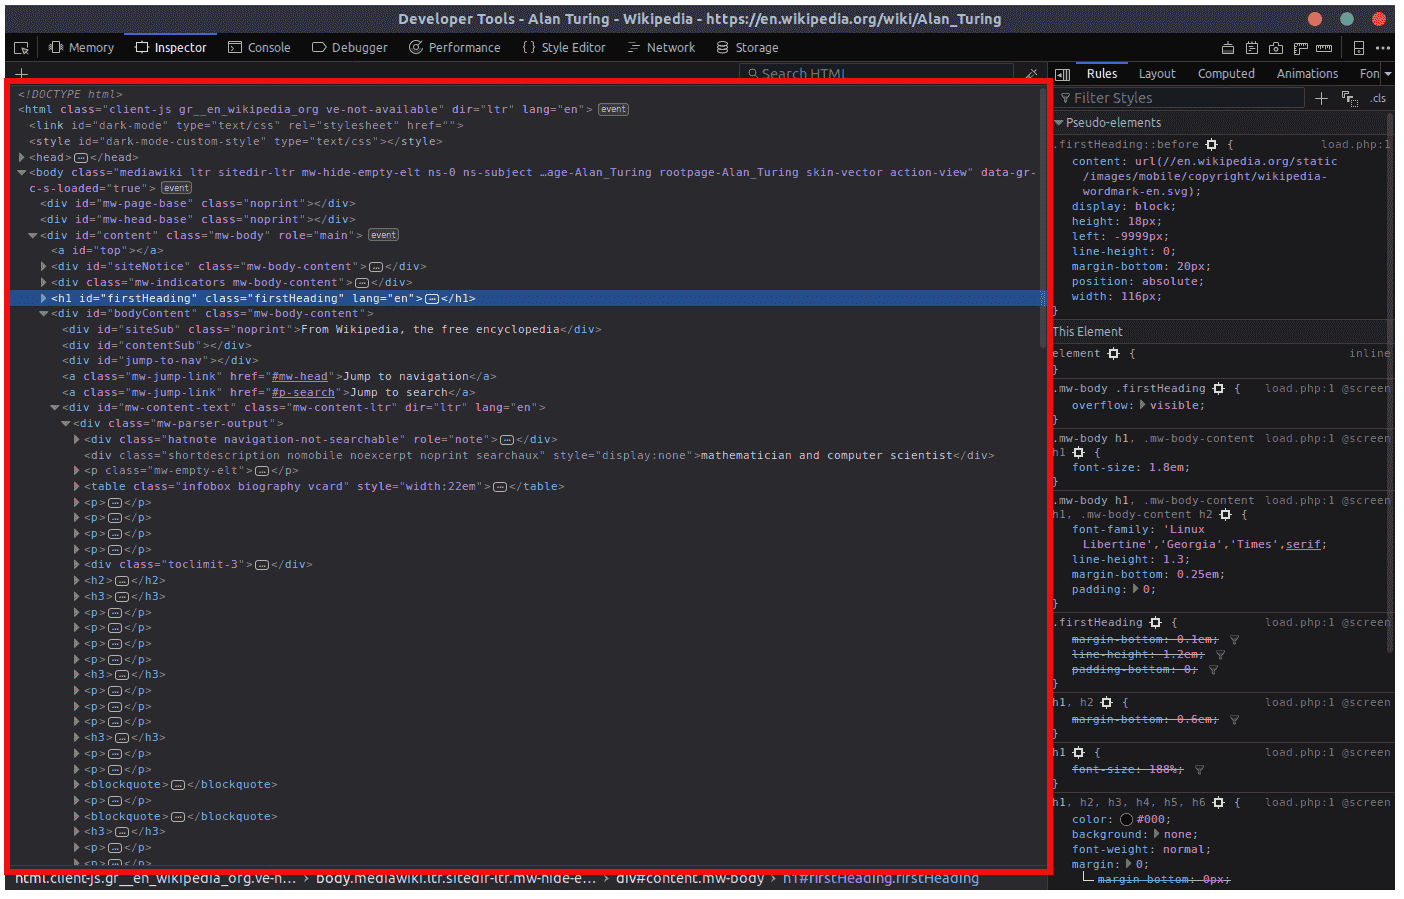 Developer Tools - Alan Turing - Wikipedia - https://en.wikipedia.org/wiki/Alan_Turing
Memory Inspector Console Debugger Performance {} Style Editor Network Storage
+ Search HTML
<!DOCTYPE html>
<html class="client-js gr__en_wikipedia_org ve-not-available" dir="ltr" lang="en"> event
<link id="dark-mode" type="text/css" rel="stylesheet" href="">
<style id="dark-mode-custom-style" type="text/css"></style>
<head>…</head>
<body class="mediawiki ltr sitedir-ltr mw-hide-empty-elt ns-0 ns-subject …age-Alan_Turing rootpage-Alan_Turing skin-vector action-view" data-gr-
c-s-loaded="true"> event
<div id="mw-page-base" class="noprint"></div>
<div id="mw-head-base" class="noprint"></div>
<div id="content" class="mw-body" role="main"> event
<a id="top"></a>
<div id="siteNotice" class="mw-body-content">…</div>
<div class="mw-indicators mw-body-content">…</div>
<h1 id="firstHeading" class="firstHeading" lang="en">…</h1>
<div id="bodyContent" class="mw-body-content">
<div id="siteSub" class="noprint">From Wikipedia, the free encyclopedia</div>
<div id="contentSub"></div>
<div id="jump-to-nav"></div>
<a class="mw-jump-link" href="#mw-head">Jump to navigation</a>
<a class="mw-jump-link" href="#p-search">Jump to search</a>
<div id="mw-content-text" class="mw-content-ltr" dir="ltr" lang="en">
<div class="mw-parser-output">
<div class="hatnote navigation-not-searchable" role="note">…</div>
<div class="shortdescription nomobile noexcerpt noprint searchaux" style="display:none">mathematician and computer scientist</div>
<p class="mw-empty-elt">…</p>
<table class="infobox biography vcard" style="width:22em">…</table>
<p>…</p>
<p>…</p>
<p>…</p>
<p>…</p>
<div class="toclimit-3">…</div>
<h2>…</h2>
<h3>…</h3>
<p>…</p>
<p>…</p>
<p>…</p>
<p>…</p>
<h3>…</h3>
<p>…</p>
<p>…</p>
<p>…</p>
<h3>…</h3>
<p>…</p>
<p>…</p>
<blockquote>…</blockquote>
<p>…</p>
<blockquote>…</blockquote>
<h3>…</h3>
<p>…</p>
<p>…</p>
html.client-js.gr__en_wikipedia_org.ve-n… > body.mediawiki.ltr.sitedir-ltr.mw-hide-e… > div#content.mw-body > h1#firstHeading.firstHeading
Rules Layout Computed Animations Fon
Filter Styles + .cls
Pseudo-elements
.firstHeading::before { load.php:1
content: url(//en.wikipedia.org/static
/images/mobile/copyright/wikipedia-
wordmark-en.svg);
display: block;
height: 18px;
left: -9999px;
line-height: 0;
margin-bottom: 20px;
position: absolute;
width: 116px;
}
This Element
element { inline
}
.mw-body .firstHeading { load.php:1 @screen
overflow: visible;
}
.mw-body h1, .mw-body-content load.php:1 @screen
h1 {
font-size: 1.8em;
}
.mw-body h1, .mw-body-content load.php:1 @screen
h1, .mw-body-content h2 {
font-family: 'Linux
Libertine','Georgia','Times',serif;
line-height: 1.3;
margin-bottom: 0.25em;
padding: 0;
}
.firstHeading { load.php:1 @screen
margin-bottom: 0.1em;
line-height: 1.2em;
padding-bottom: 0;
}
h1, h2 { load.php:1 @screen
margin-bottom: 0.6em;
}
h1 { load.php:1 @screen
font-size: 188%;
}
h1, h2, h3, h4, h5, h6 { load.php:1 @screen
color: #000;
background: none;
font-weight: normal;
margin: 0;
margin-bottom: 0px;